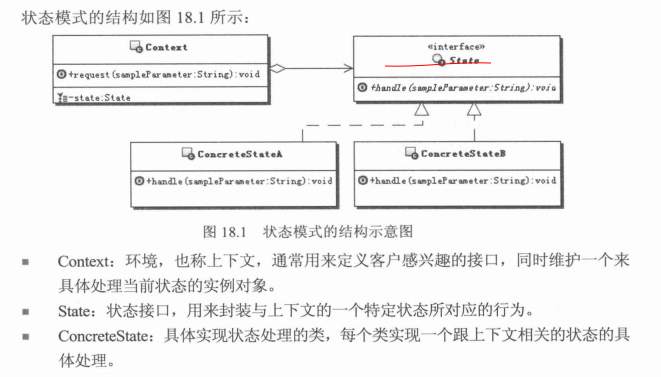 状态模式的结构如图 18.1 所示：
Context
+request(sampleParameter:String):void
-state:State
«interface»
State
+handle(sampleParameter:String):void
ConcreteStateA
+handle(sampleParameter:String):void
ConcreteStateB
+handle(sampleParameter:String):void
图 18.1 状态模式的结构示意图
■ Context：环境，也称上下文，通常用来定义客户感兴趣的接口，同时维护一个来
具体处理当前状态的实例对象。
■ State：状态接口，用来封装与上下文的一个特定状态所对应的行为。
■ ConcreteState：具体实现状态处理的类，每个类实现一个跟上下文相关的状态的具
体处理。